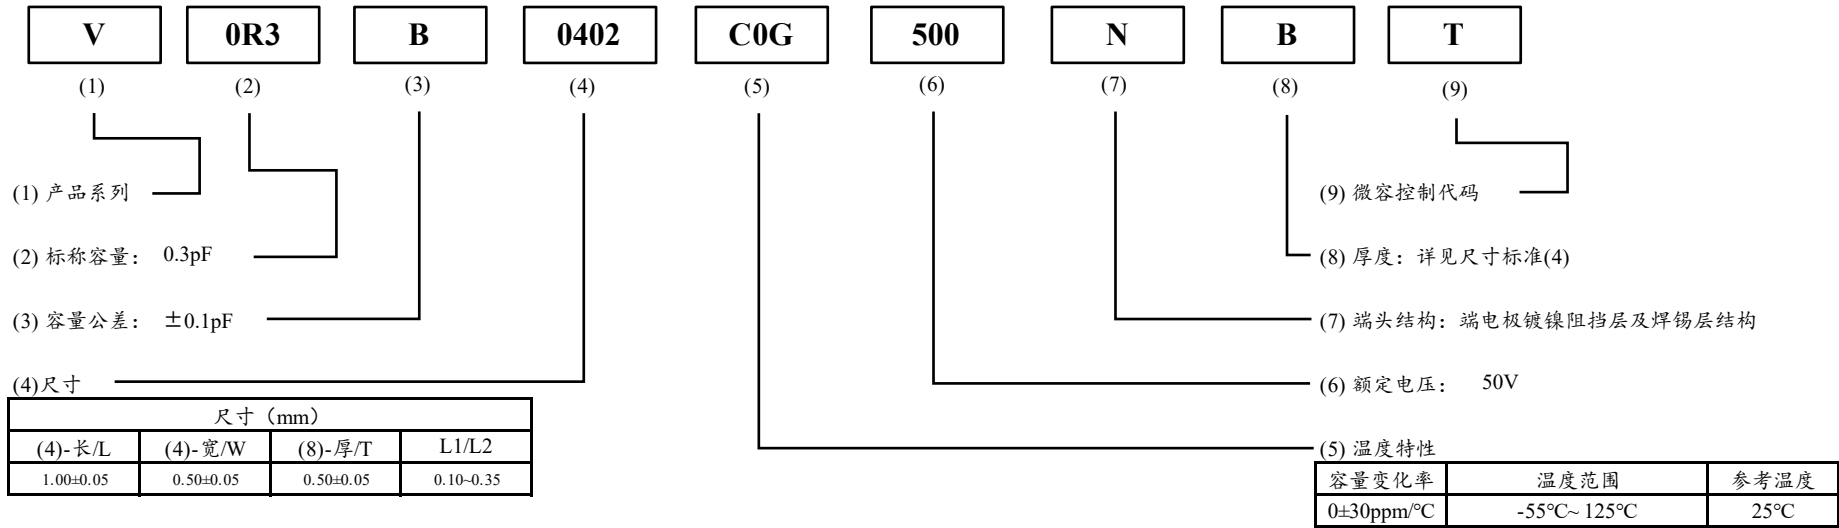 V 0R3 B 0402 C0G 500 N B T
(1) (2) (3) (4) (5) (6) (7) (8) (9)
(1) 产品系列
(9) 微容控制代码
(2) 标称容量： 0.3pF
(8) 厚度：详见尺寸标准(4)
(3) 容量公差： ±0.1pF
(7) 端头结构：端电极镀镍阻挡层及焊锡层结构
(4)尺寸
(6) 额定电压： 50V
尺寸（mm）
(4)-长/L (4)-宽/W (8)-厚/T L1/L2
1.00±0.05 0.50±0.05 0.50±0.05 0.10~0.35
(5) 温度特性
容量变化率 温度范围 参考温度
0±30ppm/℃ -55℃~ 125℃ 25℃